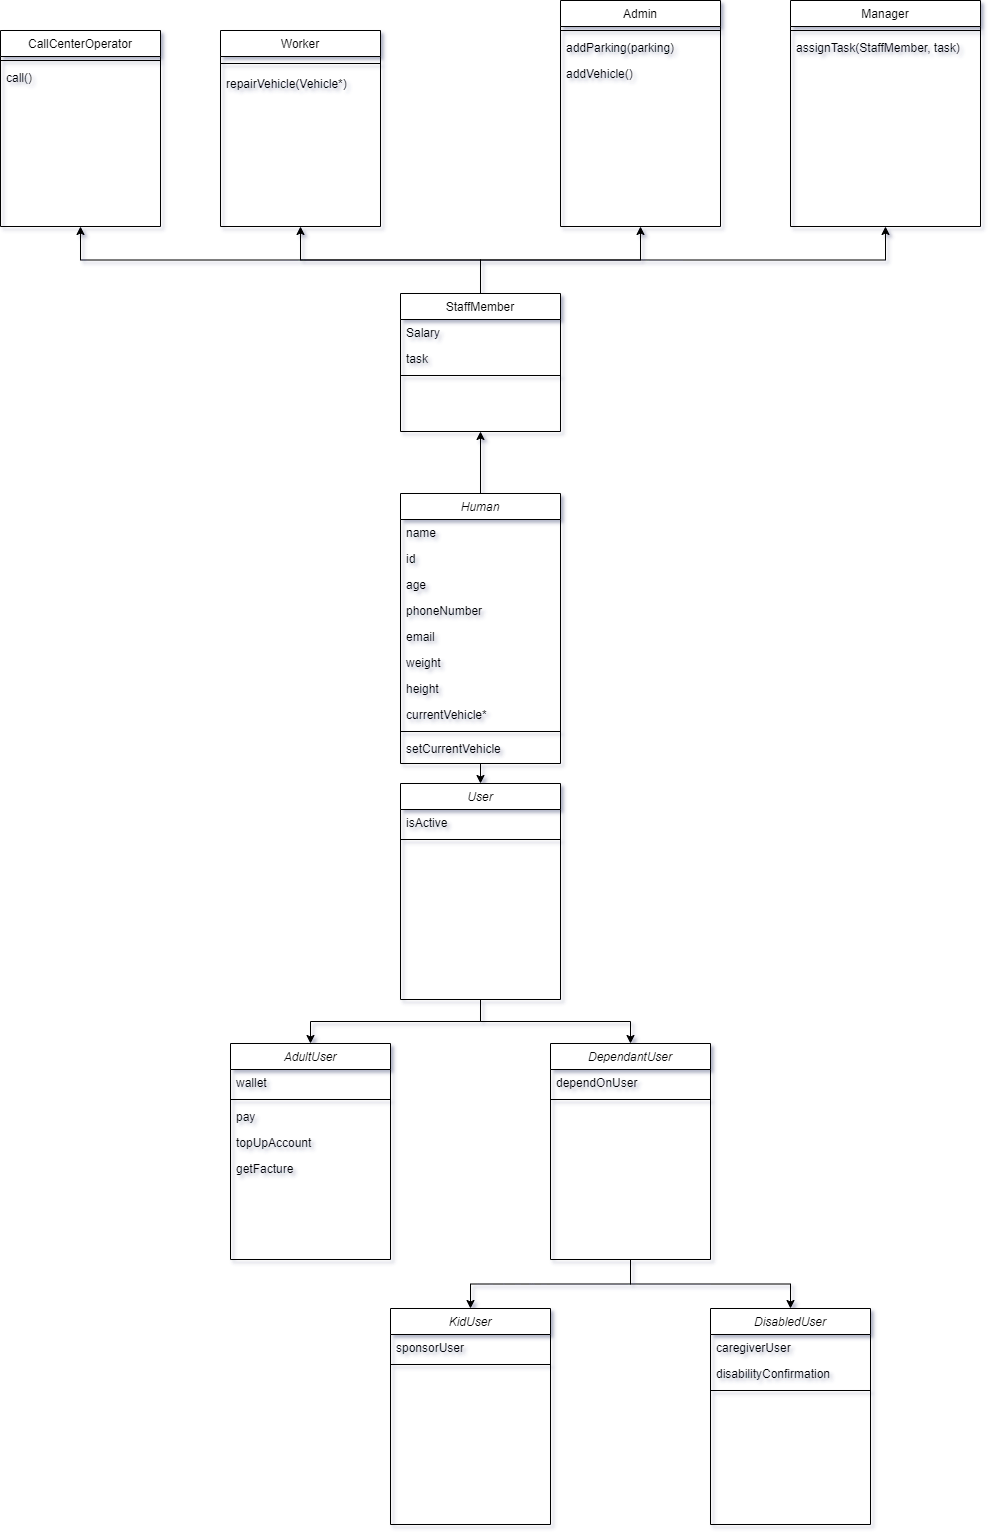 CallCenterOperator
call()
Worker
repairVehicle(Vehicle*)
Admin
addParking(parking)
addVehicle()
Manager
assignTask(StaffMember, task)
StaffMember
Salary
task
Human
name
id
age
phoneNumber
email
weight
height
currentVehicle*
setCurrentVehicle
User
isActive
AdultUser
wallet
pay
topUpAccount
getFacture
DependantUser
dependOnUser
KidUser
sponsorUser
DisabledUser
caregiverUser
disabilityConfirmation